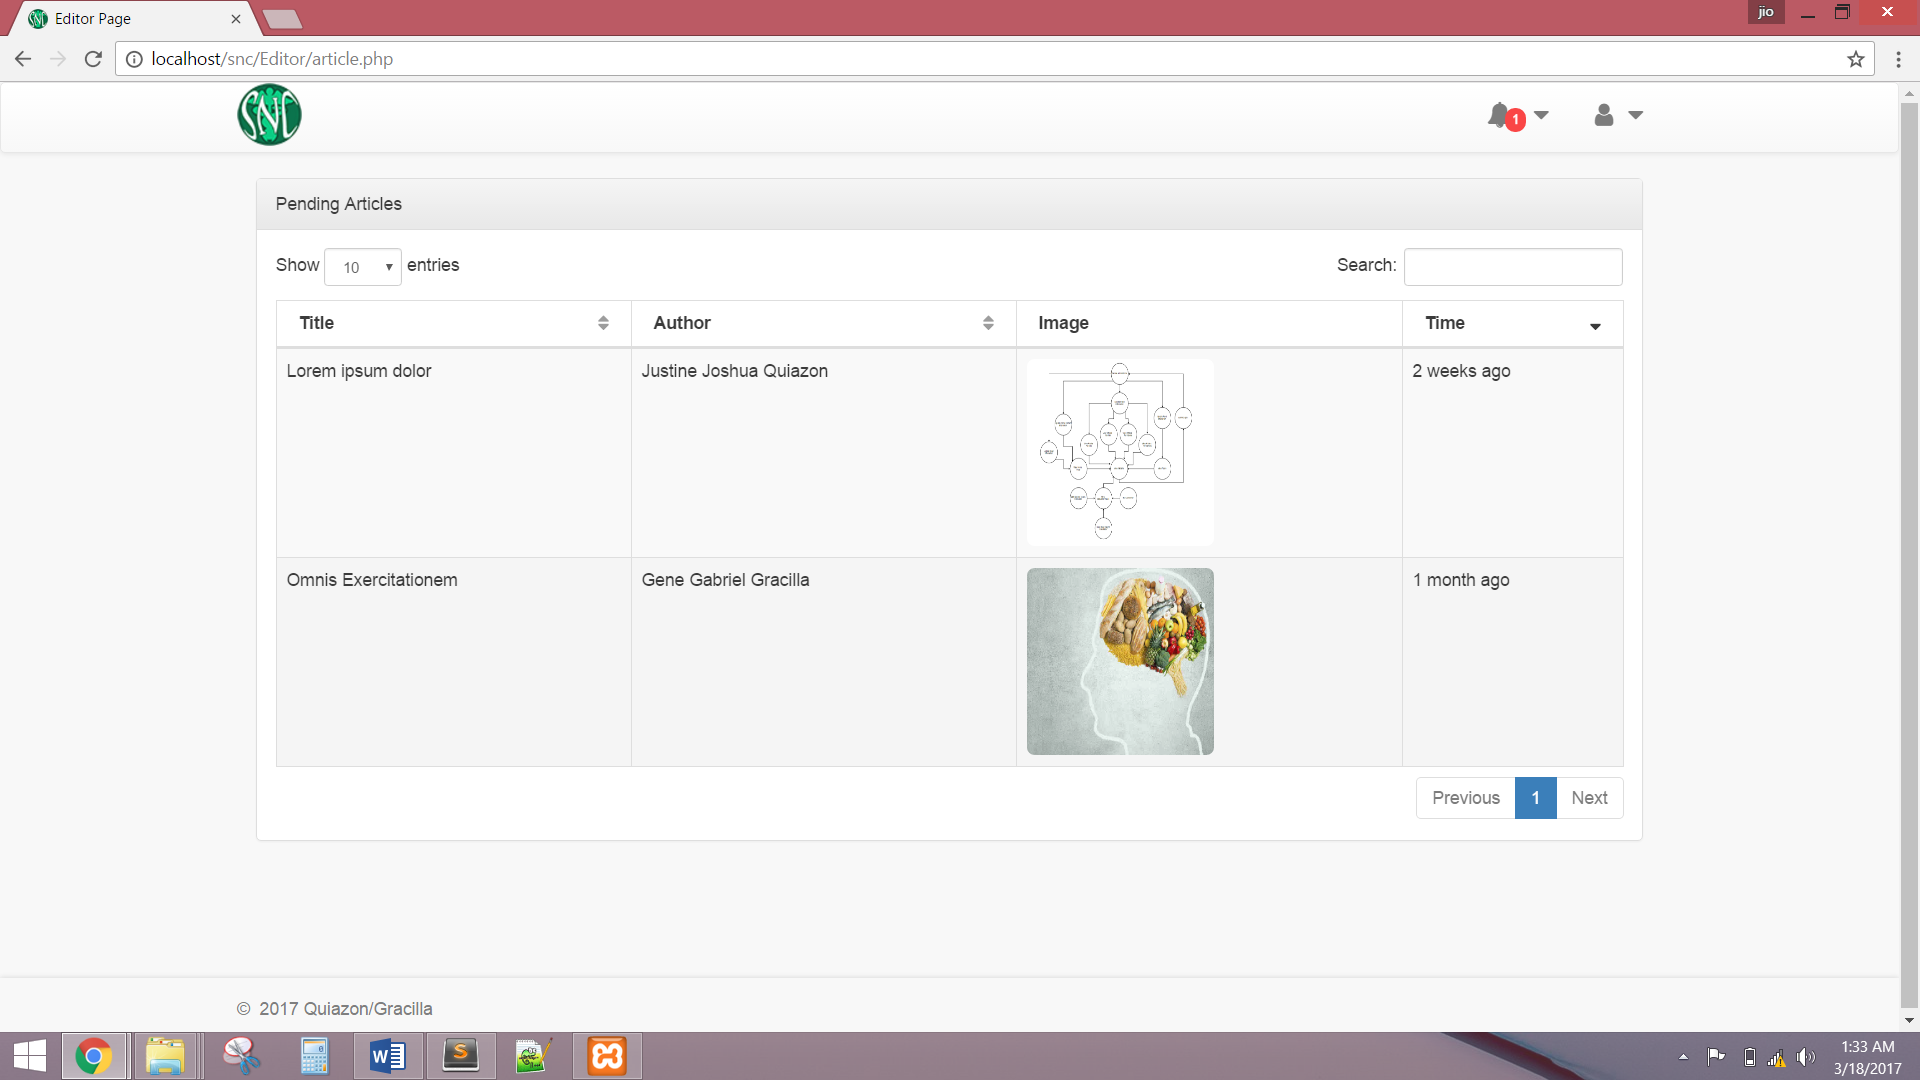 Editor Page
jio
localhost/snc/Editor/article.php
SNC
1
Pending Articles
Show 10 entries
Search:
Title Author Image Time
Lorem ipsum dolor Justine Joshua Quiazon 2 weeks ago
Omnis Exercitationem Gene Gabriel Gracilla 1 month ago
Previous 1 Next
© 2017 Quiazon/Gracilla
1:33 AM
3/18/2017